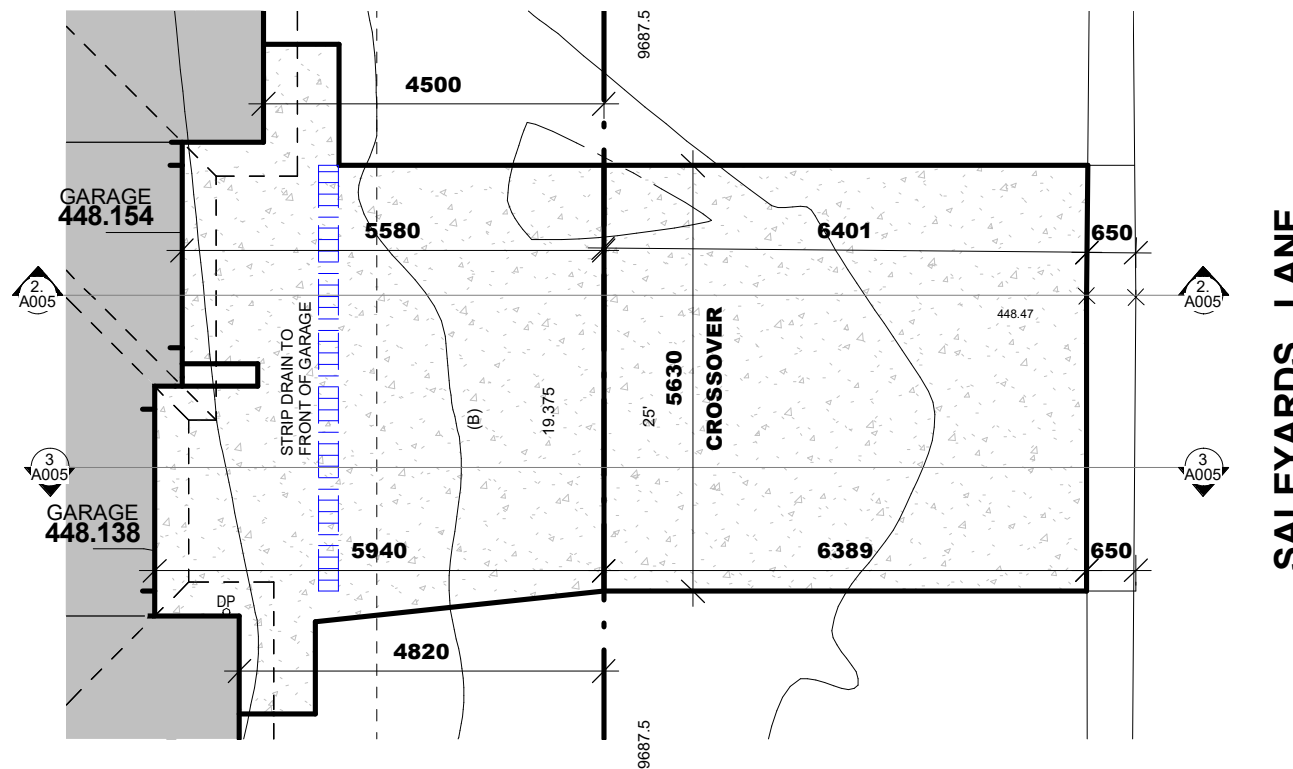 9687.5
4500
GARAGE
448.154
5580
6401
650
2.
A005
2.
A005
448.47
STRIP DRAIN TO
FRONT OF GARAGE
(B)
19.375
25'
5630
CROSSOVER
SALEYARDS LANE
3
A005
3
A005
GARAGE
448.138
5940
6389
650
DP
4820
9687.5